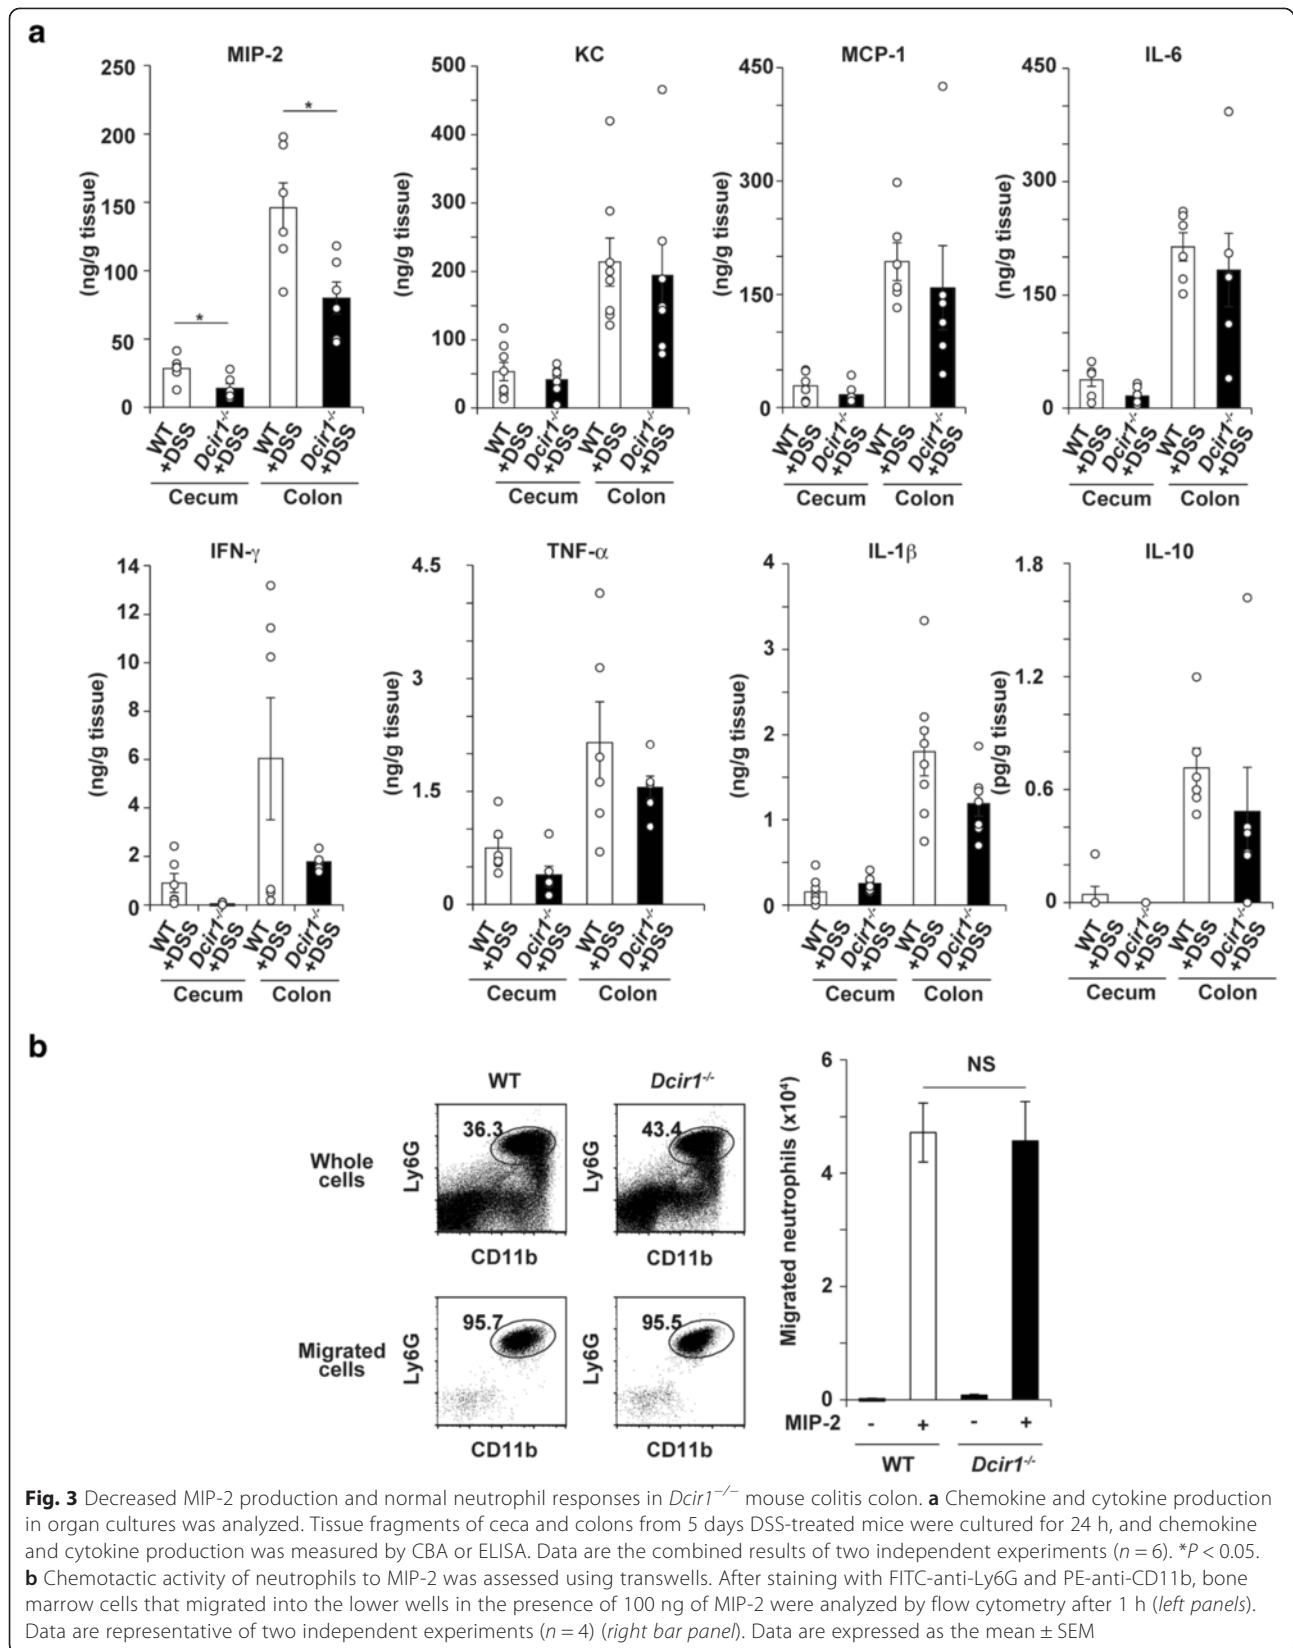 a
MIP-2
KC
MCP-1
IL-6
250
200
150
100
50
0
(ng/g tissue)
*
*
WT +DSS
Dcir1-/- +DSS
WT +DSS
Dcir1-/- +DSS
Cecum
Colon
500
400
300
200
100
0
(ng/g tissue)
WT +DSS
Dcir1-/- +DSS
WT +DSS
Dcir1-/- +DSS
Cecum
Colon
450
300
150
0
(ng/g tissue)
WT +DSS
Dcir1-/- +DSS
WT +DSS
Dcir1-/- +DSS
Cecum
Colon
450
300
150
0
(ng/g tissue)
WT +DSS
Dcir1-/- +DSS
WT +DSS
Dcir1-/- +DSS
Cecum
Colon
IFN-γ
TNF-α
IL-1β
IL-10
14
12
10
8
6
4
2
0
(ng/g tissue)
WT +DSS
Dcir1-/- +DSS
WT +DSS
Dcir1-/- +DSS
Cecum
Colon
4.5
3
1.5
0
(ng/g tissue)
WT +DSS
Dcir1-/- +DSS
WT +DSS
Dcir1-/- +DSS
Cecum
Colon
4
3
2
1
0
(ng/g tissue)
WT +DSS
Dcir1-/- +DSS
WT +DSS
Dcir1-/- +DSS
Cecum
Colon
1.8
1.2
0.6
0
(pg/g tissue)
WT +DSS
Dcir1-/- +DSS
WT +DSS
Dcir1-/- +DSS
Cecum
Colon
b
WT
Dcir1-/-
Whole
cells
36.3
Ly6G
CD11b
43.4
Ly6G
CD11b
Migrated
cells
95.7
Ly6G
CD11b
95.5
Ly6G
CD11b
6
4
2
0
Migrated neutrophils (x10⁴)
NS
MIP-2 - + - +
WT
Dcir1-/-
Fig. 3 Decreased MIP-2 production and normal neutrophil responses in Dcir1−/− mouse colitis colon. a Chemokine and cytokine production
in organ cultures was analyzed. Tissue fragments of ceca and colons from 5 days DSS-treated mice were cultured for 24 h, and chemokine
and cytokine production was measured by CBA or ELISA. Data are the combined results of two independent experiments (n = 6). *P < 0.05.
b Chemotactic activity of neutrophils to MIP-2 was assessed using transwells. After staining with FITC-anti-Ly6G and PE-anti-CD11b, bone
marrow cells that migrated into the lower wells in the presence of 100 ng of MIP-2 were analyzed by flow cytometry after 1 h (left panels).
Data are representative of two independent experiments (n = 4) (right bar panel). Data are expressed as the mean ± SEM